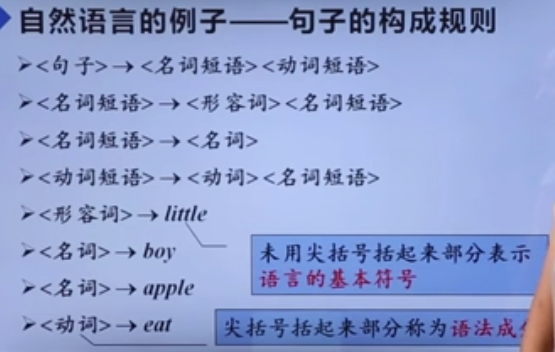 自然语言的例子——句子的构成规则
➢<句子>→<名词短语><动词短语>
➢<名词短语>→<形容词><名词短语>
➢<名词短语>→<名词>
➢<动词短语>→<动词><名词短语>
➢<形容词>→little
➢<名词>→boy
未用尖括号括起来部分表示
语言的基本符号
➢<名词>→apple
➢<动词>→eat
尖括号括起来部分称为语法成